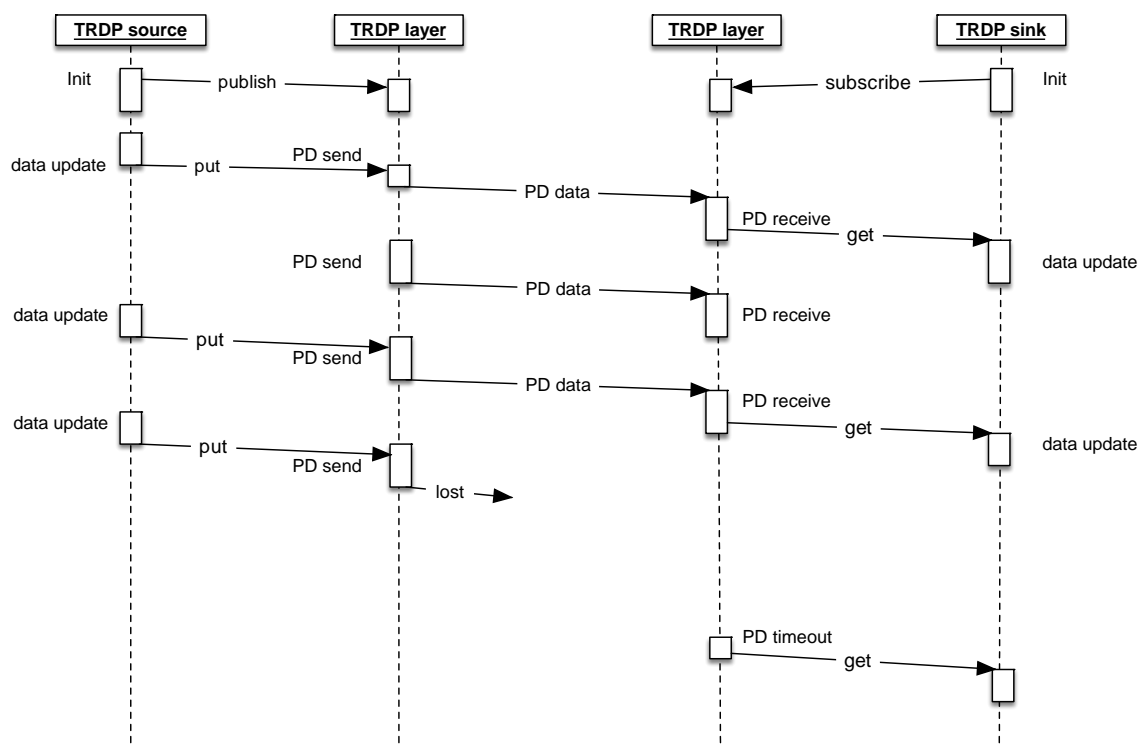 TRDP source
TRDP layer
TRDP layer
TRDP sink
Init
publish
subscribe
Init
data update
put
PD send
PD data
PD receive
get
PD send
data update
PD data
data update
put
PD send
PD receive
PD data
PD receive
data update
put
PD send
get
data update
lost
PD timeout
get